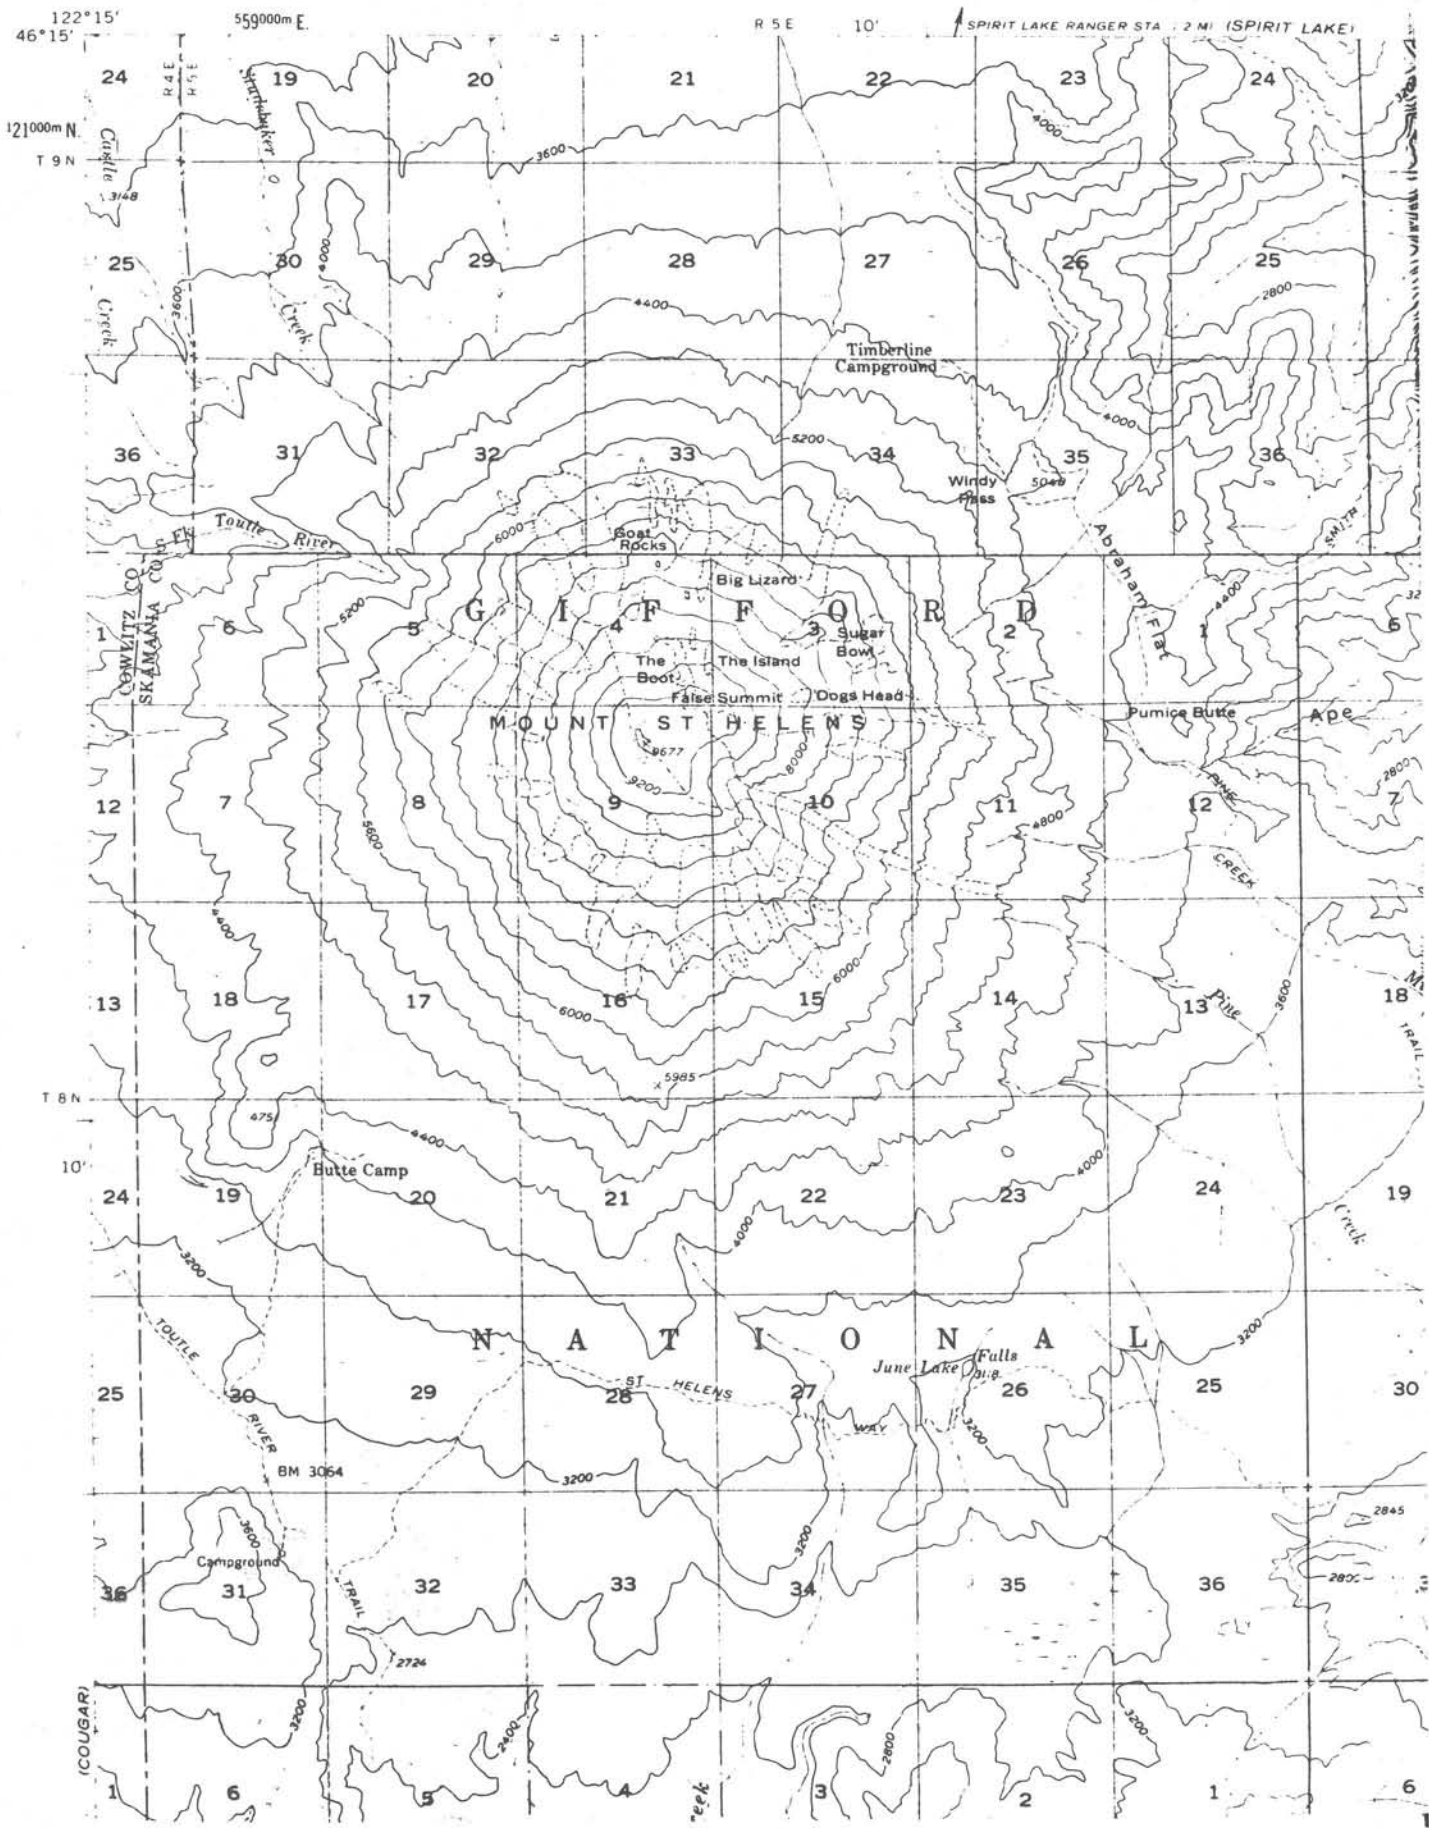 122°15'
559000m E.
R 5 E
10'
SPIRIT LAKE RANGER STA 2 MI (SPIRIT LAKE)
46°15'
24
R4E
R5E
19
20
21
22
23
24
Studabaker
121000m N.
T 9 N
Castle
3600
4000
3148
25
30
4000
29
28
27
26
25
Creek
3600
Creek
4400
2800
Timberline
Campground
4000
36
31
32
33
5200
34
35
36
Windy
Pass
5048
Toutle
River
6000
Goat
Rocks
Abraham Flat
SMITH
COWLITZ CO
SKAMANIA CO
Big Lizard
4400
5200
G I F F O R D
1
6
5
4
3
2
1
6
Sugar
Bowl
The
Boot
The Island
False Summit
Dogs Head
MOUNT ST HELENS
Pumice Butte
Ape
9677
8000
9200
2800
PINE
12
7
8
9
10
11
12
7
5600
4800
CREEK
4400
6000
13
18
17
16
15
14
13
18
Pine
3600
6000
TRAIL
5985
T 8 N
475
4400
10'
Butte Camp
4000
24
19
20
21
22
23
24
19
Creek
4000
3200
TOUTLE
N A T I O N A L
3200
June Lake
Falls
25
30
29
28
27
26
25
30
ST HELENS
WAY
3200
RIVER
BM 3064
3200
2845
3600
3200
Campground
36
31
32
33
34
35
36
TRAIL
2724
(COUGAR)
3200
2400
2800
3200
1
6
5
4
3
2
1
6
eek